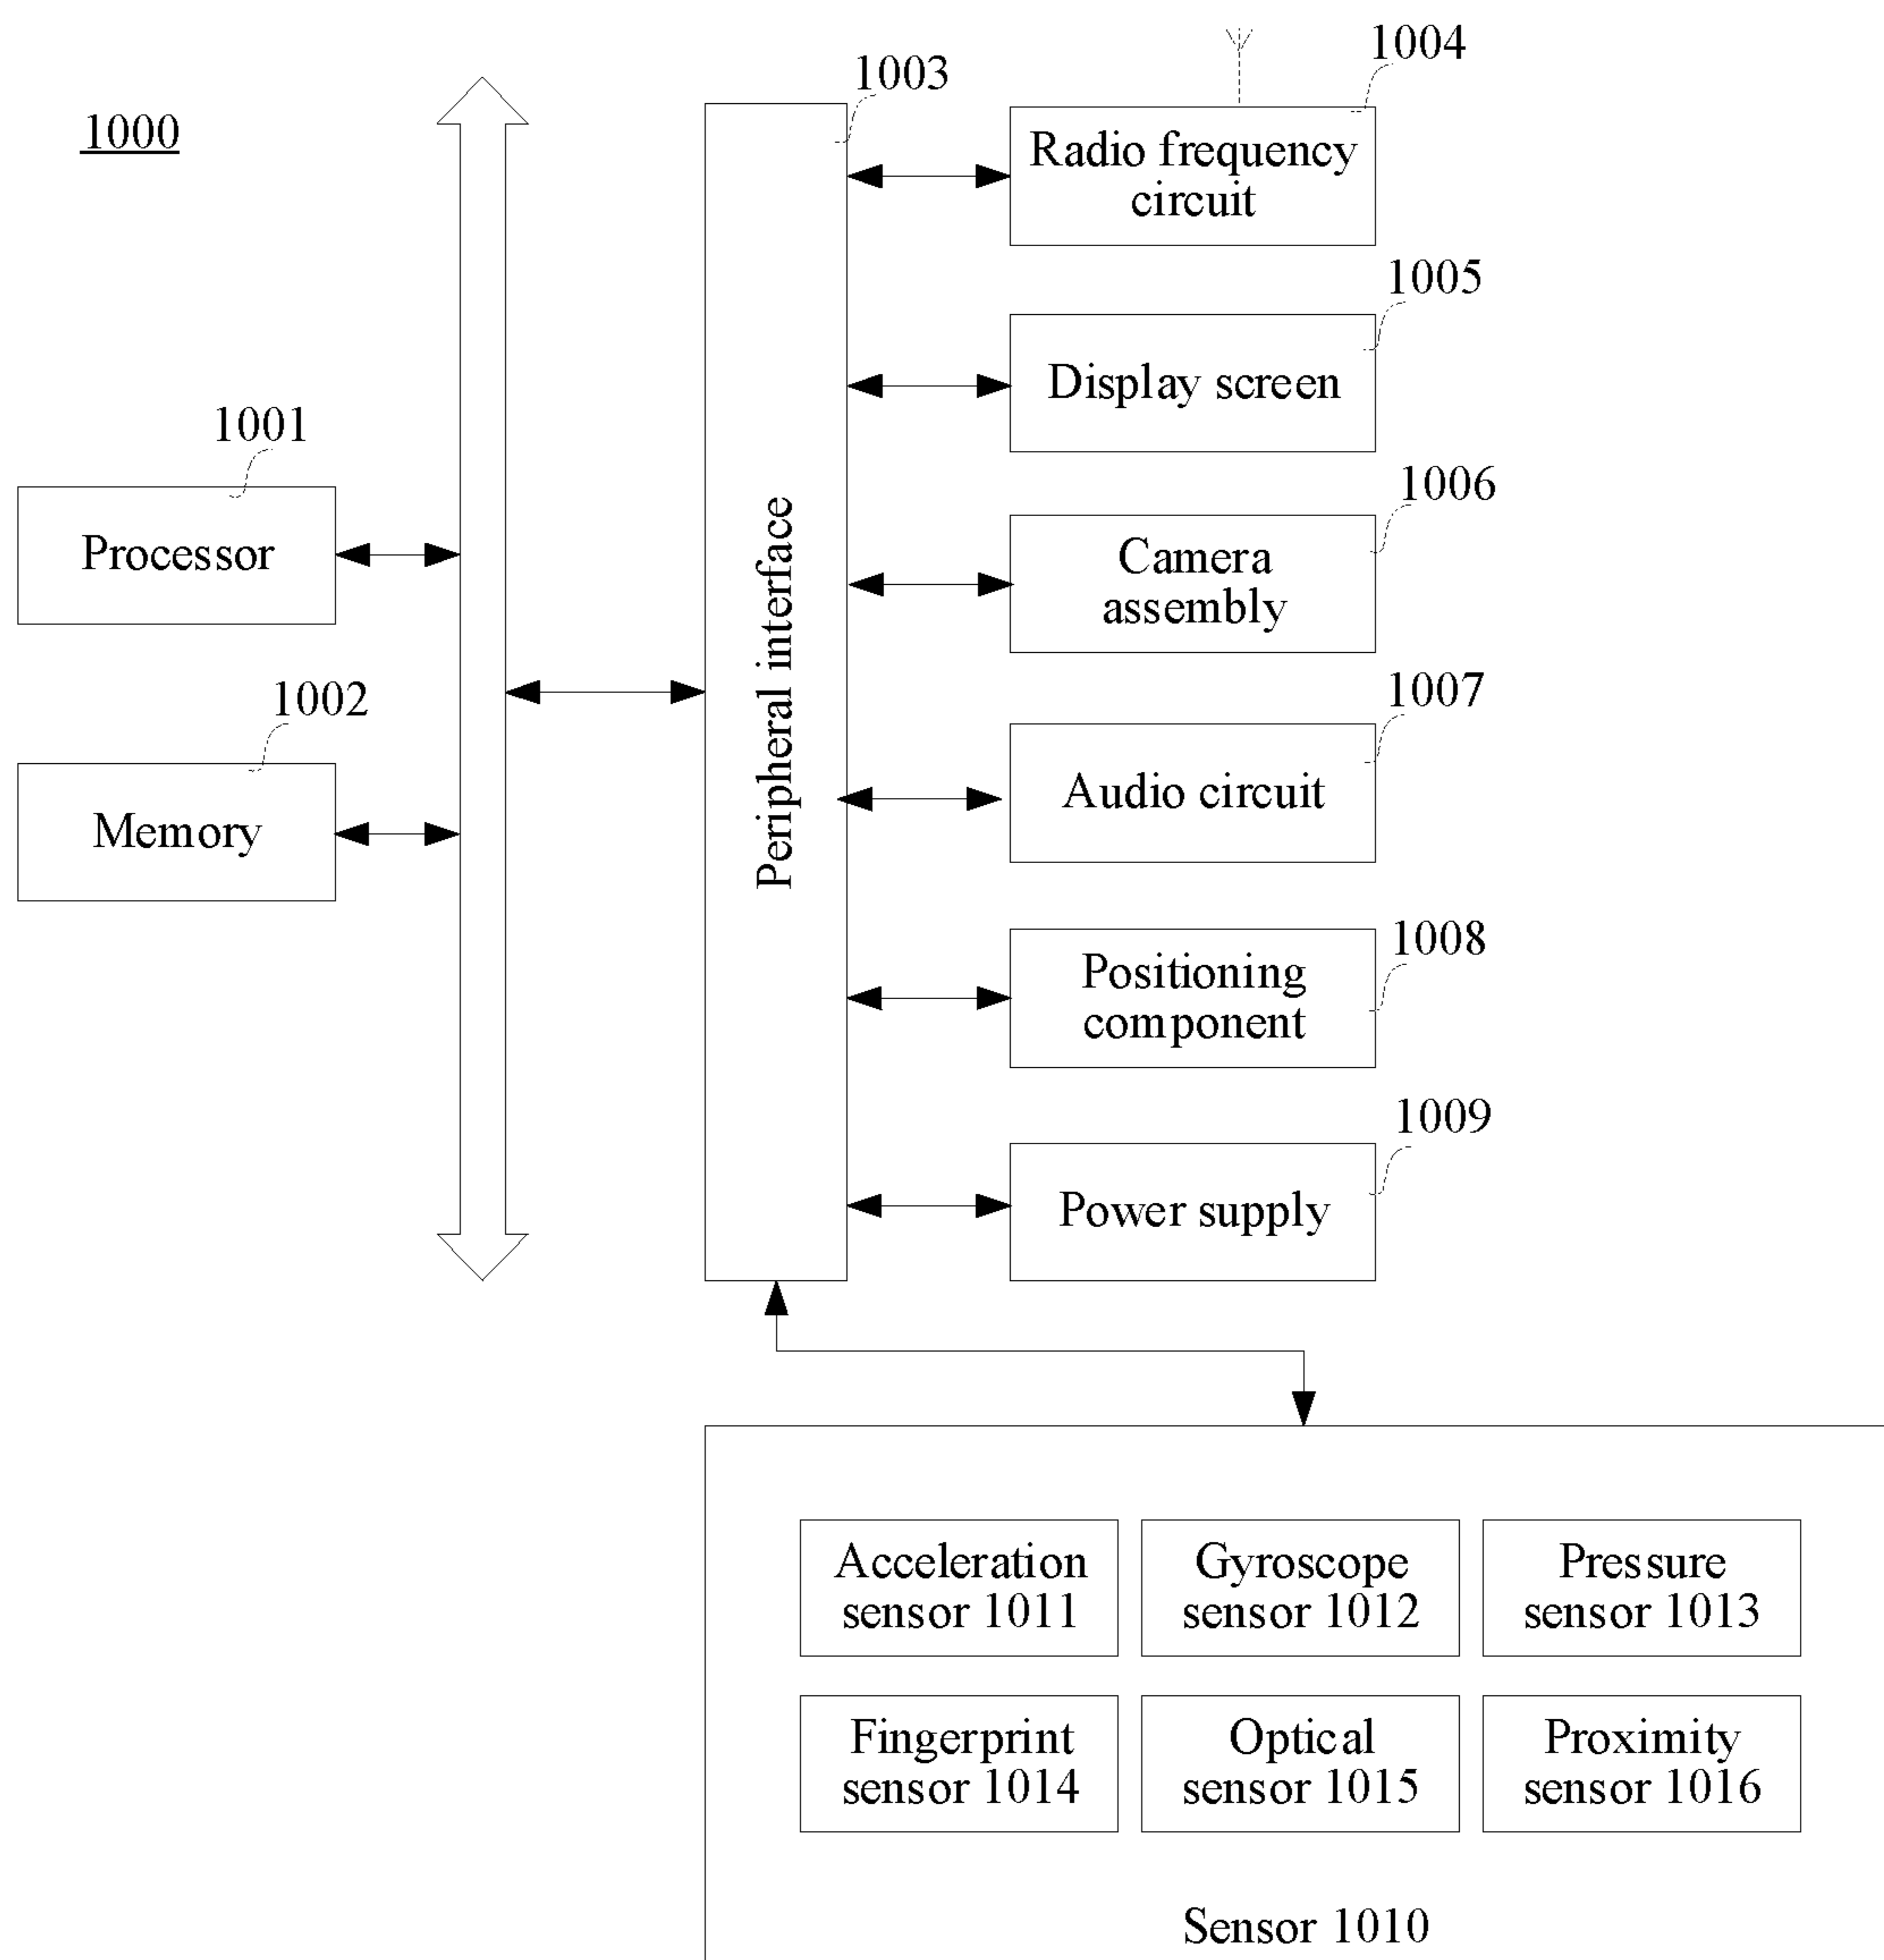 1000
1003
1004
Radio frequency
circuit
1005
Display screen
1001
Processor
1006
Camera
assembly
Peripheral interface
1002
Memory
1007
Audio circuit
1008
Positioning
component
1009
Power supply
Acceleration
sensor 1011
Gyroscope
sensor 1012
Pressure
sensor 1013
Fingerprint
sensor 1014
Optical
sensor 1015
Proximity
sensor 1016
Sensor 1010